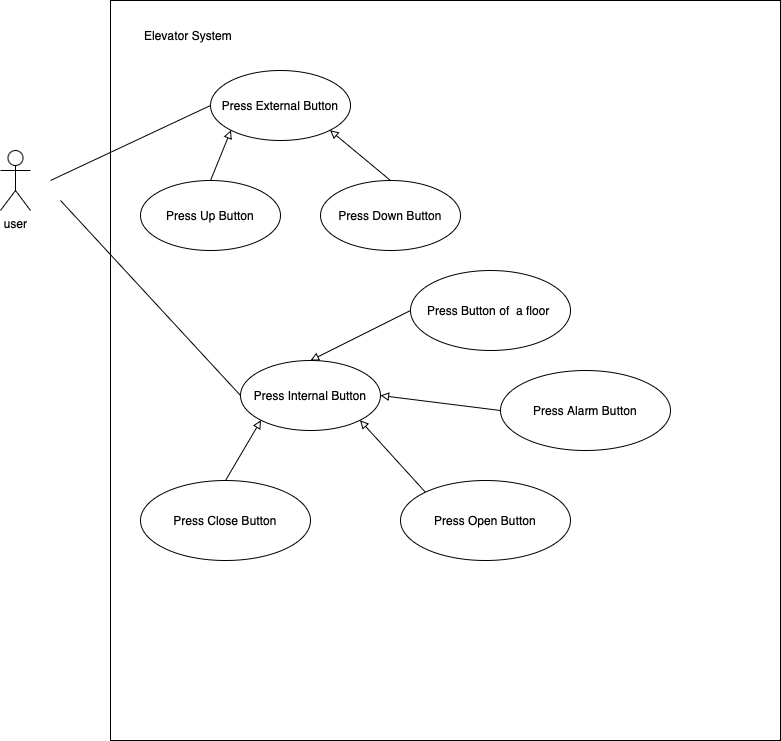 Elevator System
Press External Button
user
Press Up Button
Press Down Button
Press Button of  a floor
Press Internal Button
Press Alarm Button
Press Close Button
Press Open Button